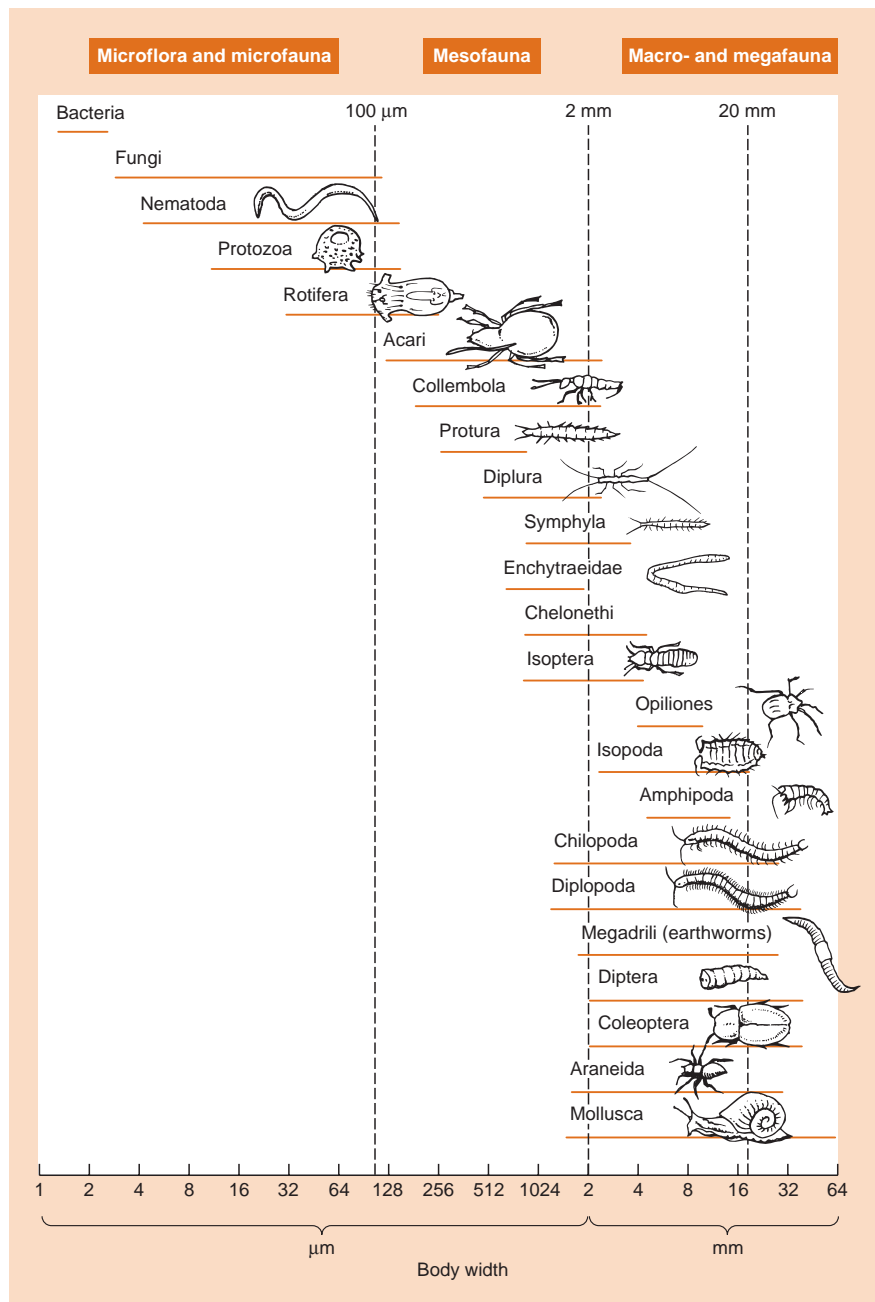 Microflora and microfauna Mesofauna Macro- and megafauna
Bacteria 100 μm 2 mm 20 mm
Fungi
Nematoda
Protozoa
Rotifera
Acari
Collembola
Protura
Diplura
Symphyla
Enchytraeidae
Chelonethi
Isoptera
Opiliones
Isopoda
Amphipoda
Chilopoda
Diplopoda
Megadrili (earthworms)
Diptera
Coleoptera
Araneida
Mollusca
1 2 4 8 16 32 64 128 256 512 1024 2 4 8 16 32 64
μm mm
Body width